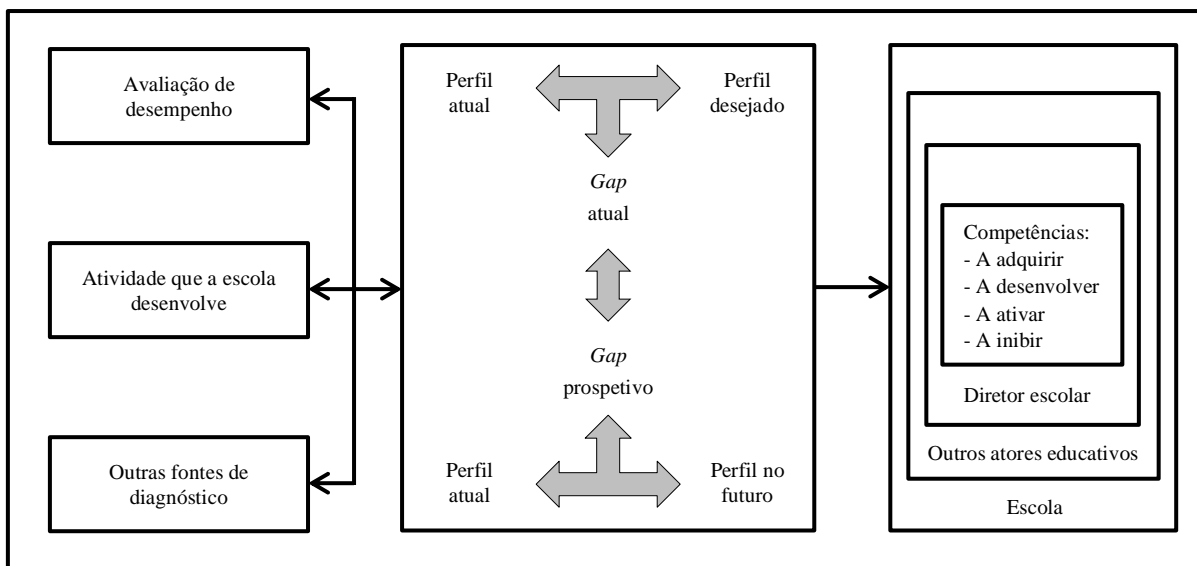 Avaliação de
desempenho
Atividade que a escola
desenvolve
Outras fontes de
diagnóstico
Perfil
atual
Perfil
desejado
Gap
atual
Gap
prospetivo
Perfil
atual
Perfil no
futuro
Competências:
- A adquirir
- A desenvolver
- A ativar
- A inibir
Diretor escolar
Outros atores educativos
Escola